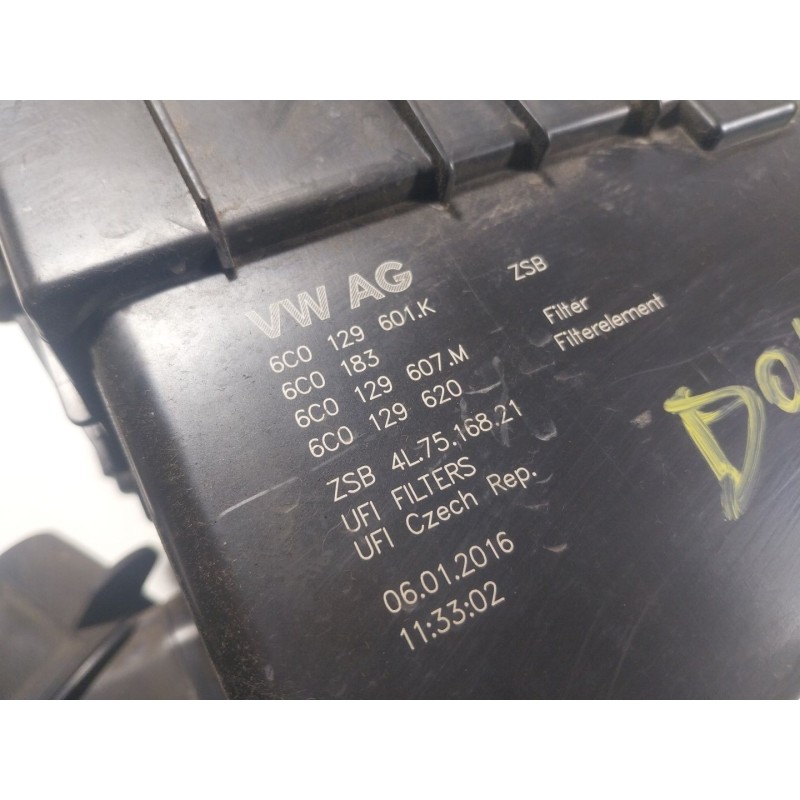 VW AG
6C0 129 601.K ZSB
6C0 183
6C0 129 607.M Filter
6C0 129 620 Filterelement
ZSB 4L.75.168.21
UFI FILTERS
UFI Czech Rep.
06.01.2016
11:33:02